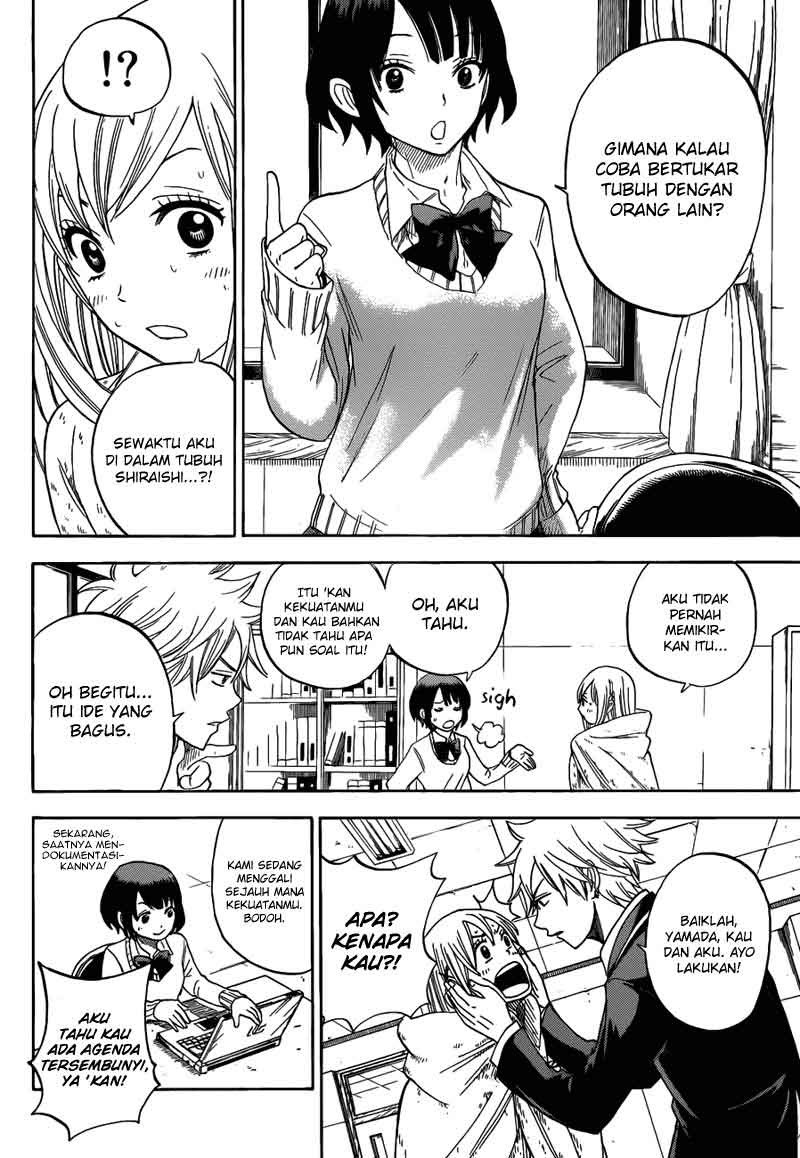 GIMANA KALAU
COBA BERTUKAR
TUBUH DENGAN
ORANG LAIN?
!?
SEWAKTU AKU
DI DALAM TUBUH
SHIRAISHI...?!
AKU TIDAK
PERNAH
MEMIKIR-
KAN ITU...
OH, AKU
TAHU.
sigh
ITU 'KAN
KEKUATANMU
DAN KAU BAHKAN
TIDAK TAHU APA
PUN SOAL ITU!
OH BEGITU...
ITU IDE YANG
BAGUS.
BAIKLAH,
YAMADA, KAU
DAN AKU. AYO
LAKUKAN!
APA?
KENAPA
KAU?!
KAMI SEDANG
MENGGALI
SEJAUH MANA
KEKUATANMU.
BODOH.
SEKARANG,
SAATNYA MEN-
DOKUMENTASI-
KANNYA!
AKU
TAHU KAU
ADA AGENDA
TERSEMBUNYI,
YA 'KAN!